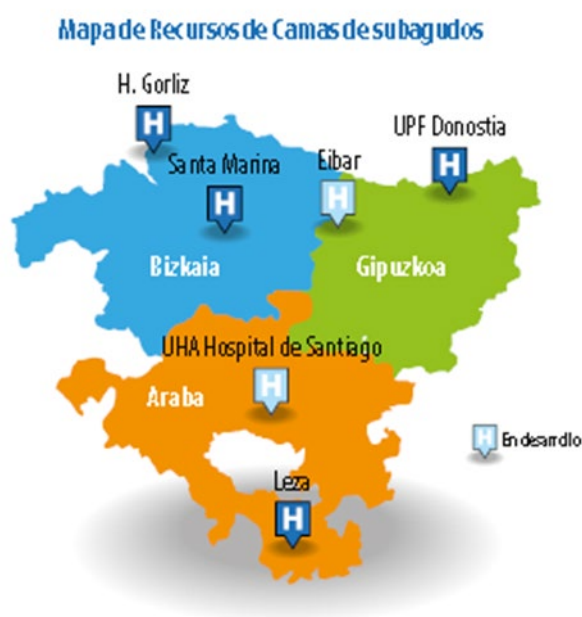 Mapa de Recursos de Camas de subagudos
H. Gorliz
H
UPF Donostia
H
Santa Marina
H
Eibar
H
Bizkaia
Gipuzkoa
UHA Hospital de Santiago
H
Araba
H En desarrollo
Leza
H